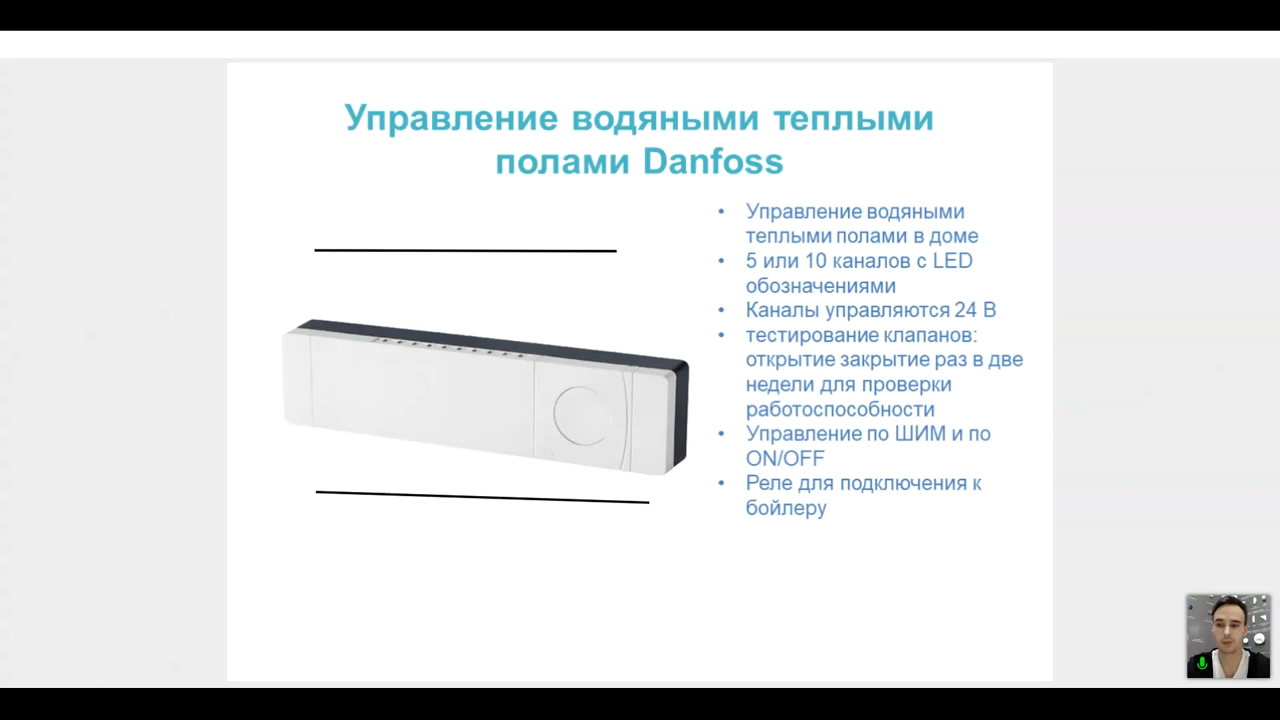 Управление водяными теплыми
полами Danfoss
• Управление водяными
теплыми полами в доме
• 5 или 10 каналов с LED
обозначениями
• Каналы управляются 24 В
• тестирование клапанов:
открытие закрытие раз в две
недели для проверки
работоспособности
• Управление по ШИМ и по
ON/OFF
• Реле для подключения к
бойлеру